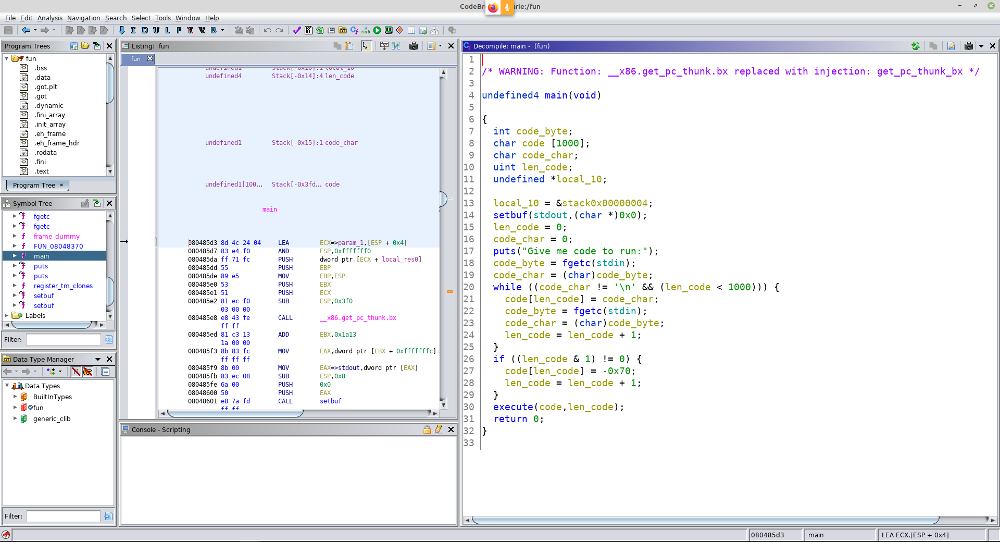 CodeBr rie:/fun
File Edit Analysis Navigation Search Select Tools Window Help
I D U L F K V B
Program Trees
fun
.bss
.data
.got.plt
.got
.dynamic
.fini_array
.init_array
.eh_frame
.eh_frame_hdr
.rodata
.fini
.text
Program Tree ×
Symbol Tree
fgetc
fgetc
frame_dummy
FUN_08048370
main
puts
puts
register_tm_clones
setbuf
setbuf
Labels
Filter:
Data Type Manager
Data Types
BuiltInTypes
fun
generic_clib
Filter:
Listing: fun
fun
undefined4 Stack[-0x14]:4 len_code
undefined1 Stack[-0x15]:1 code_char
undefined1[100... Stack[-0x3fd... code
main
080485d3 8d 4c 24 04 LEA ECX=>param_1,[ESP + 0x4]
080485d7 83 e4 f0 AND ESP,0xfffffff0
080485da ff 71 fc PUSH dword ptr [ECX + local_res0]
080485dd 55 PUSH EBP
080485de 89 e5 MOV EBP,ESP
080485e0 53 PUSH EBX
080485e1 51 PUSH ECX
080485e2 81 ec f0 SUB ESP,0x3f0
03 00 00
080485e8 e8 43 fe CALL __x86.get_pc_thunk.bx
ff ff
080485ed 81 c3 13 ADD EBX,0x1a13
1a 00 00
080485f3 8b 83 fc MOV EAX,dword ptr [EBX + 0xfffffffc]
ff ff ff
080485f9 8b 00 MOV EAX=>stdout,dword ptr [EAX]
080485fb 83 ec 08 SUB ESP,0x8
080485fe 6a 00 PUSH 0x0
08048600 50 PUSH EAX
08048601 e8 7a fd CALL setbuf
ff ff
Console - Scripting
Decompile: main - (fun)
1
2 /* WARNING: Function: __x86.get_pc_thunk.bx replaced with injection: get_pc_thunk_bx */
3
4 undefined4 main(void)
5
6 {
7 int code_byte;
8 char code [1000];
9 char code_char;
10 uint len_code;
11 undefined *local_10;
12
13 local_10 = &stack0x00000004;
14 setbuf(stdout,(char *)0x0);
15 len_code = 0;
16 code_char = 0;
17 puts("Give me code to run:");
18 code_byte = fgetc(stdin);
19 code_char = (char)code_byte;
20 while ((code_char != '\n' && (len_code < 1000))) {
21 code[len_code] = code_char;
22 code_byte = fgetc(stdin);
23 code_char = (char)code_byte;
24 len_code = len_code + 1;
25 }
26 if ((len_code & 1) != 0) {
27 code[len_code] = -0x70;
28 len_code = len_code + 1;
29 }
30 execute(code,len_code);
31 return 0;
32 }
33
080485d3 main LEA ECX,[ESP + 0x4]